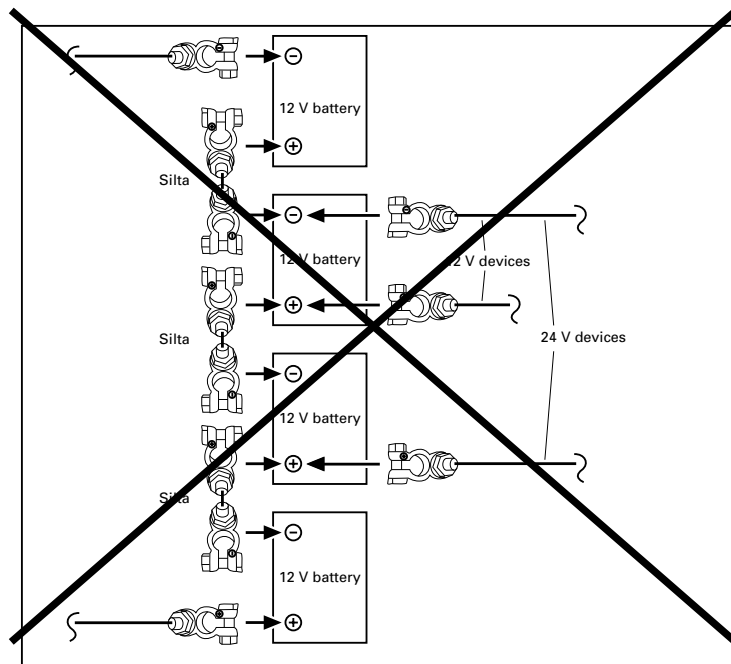 12 V battery
Silta
12 V battery
12 V devices
Silta
24 V devices
12 V battery
Silta
12 V battery